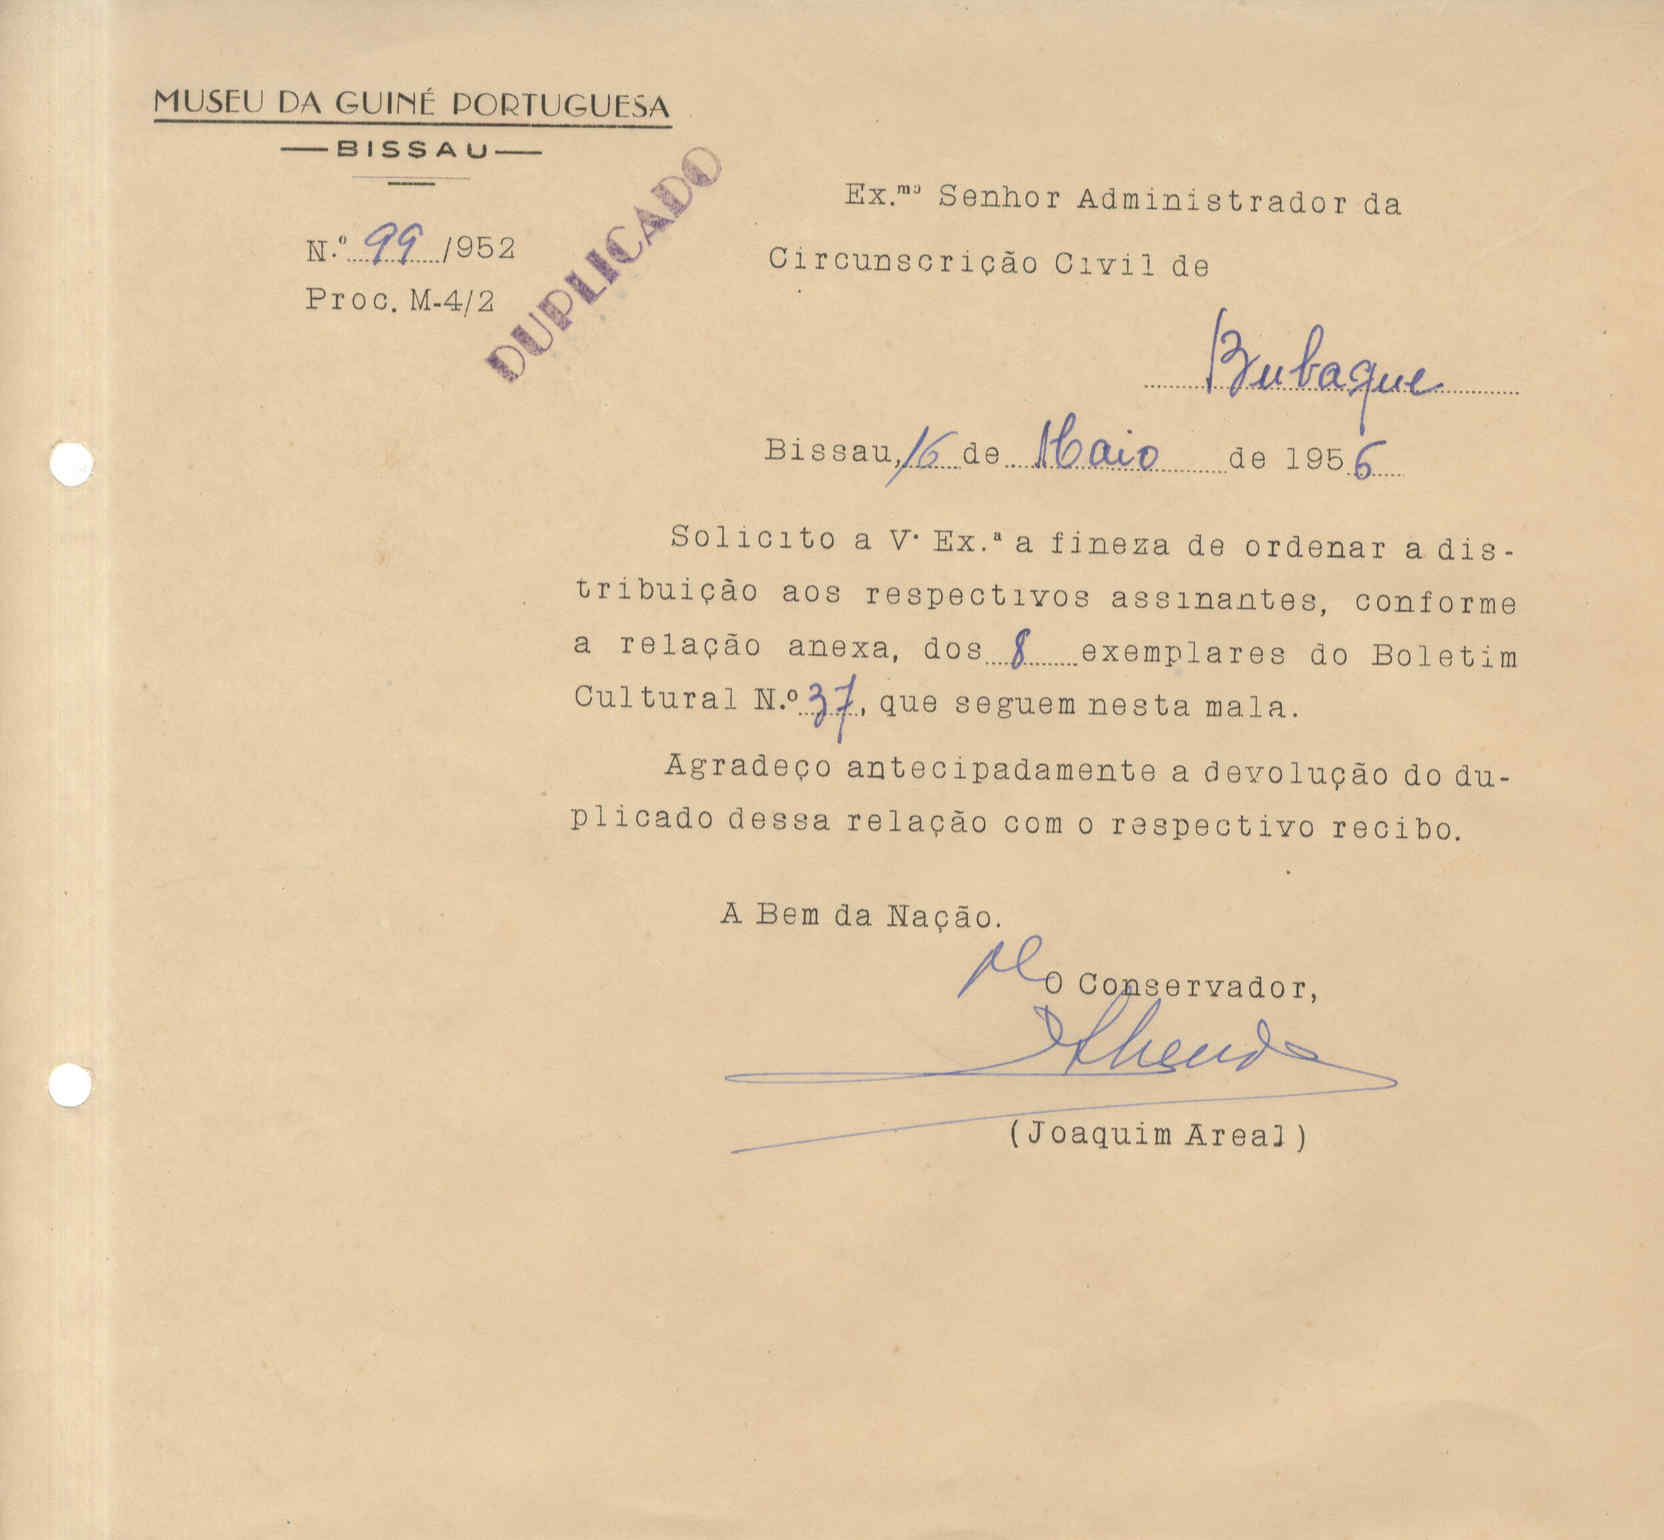 MUSEU DA GUINÉ PORTUGUESA
BISSAU
N.º 99 /952
Proc. M-4/2
DUPLICADO
Ex.mo Senhor Administrador da
Circunscrição Civil de
Bubaque
Bissau, 16 de Maio de 1956
Solicito a V. Ex.ª a fineza de ordenar a dis-
tribuição aos respectivos assinantes, conforme
a relação anexa, dos 8 exemplares do Boletim
Cultural N.º 37, que seguem nesta mala.
Agradeço antecipadamente a devolução do du-
plicado dessa relação com o respectivo recibo.
A Bem da Nação.
O Conservador,
(Joaquim Areal)